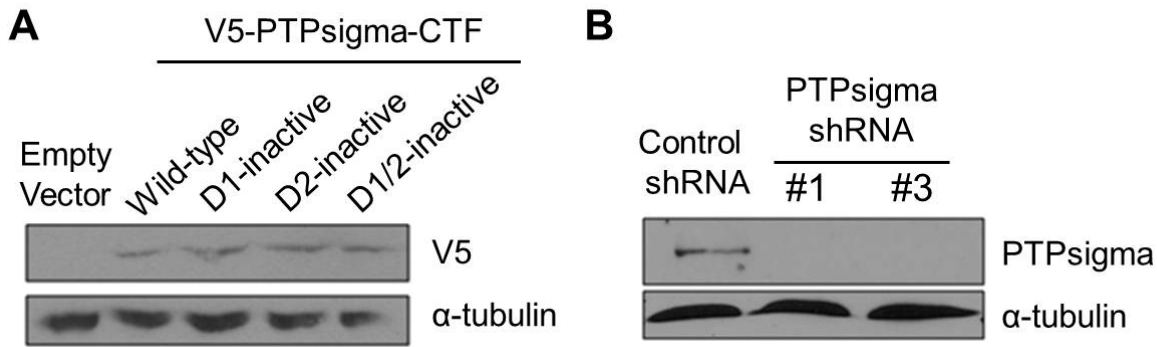 A
V5-PTPsigma-CTF
Empty
Vector
Wild-type
D1-inactive
D2-inactive
D1/2-inactive
V5
α-tubulin
B
Control
shRNA
PTPsigma
shRNA
#1
#3
PTPsigma
α-tubulin